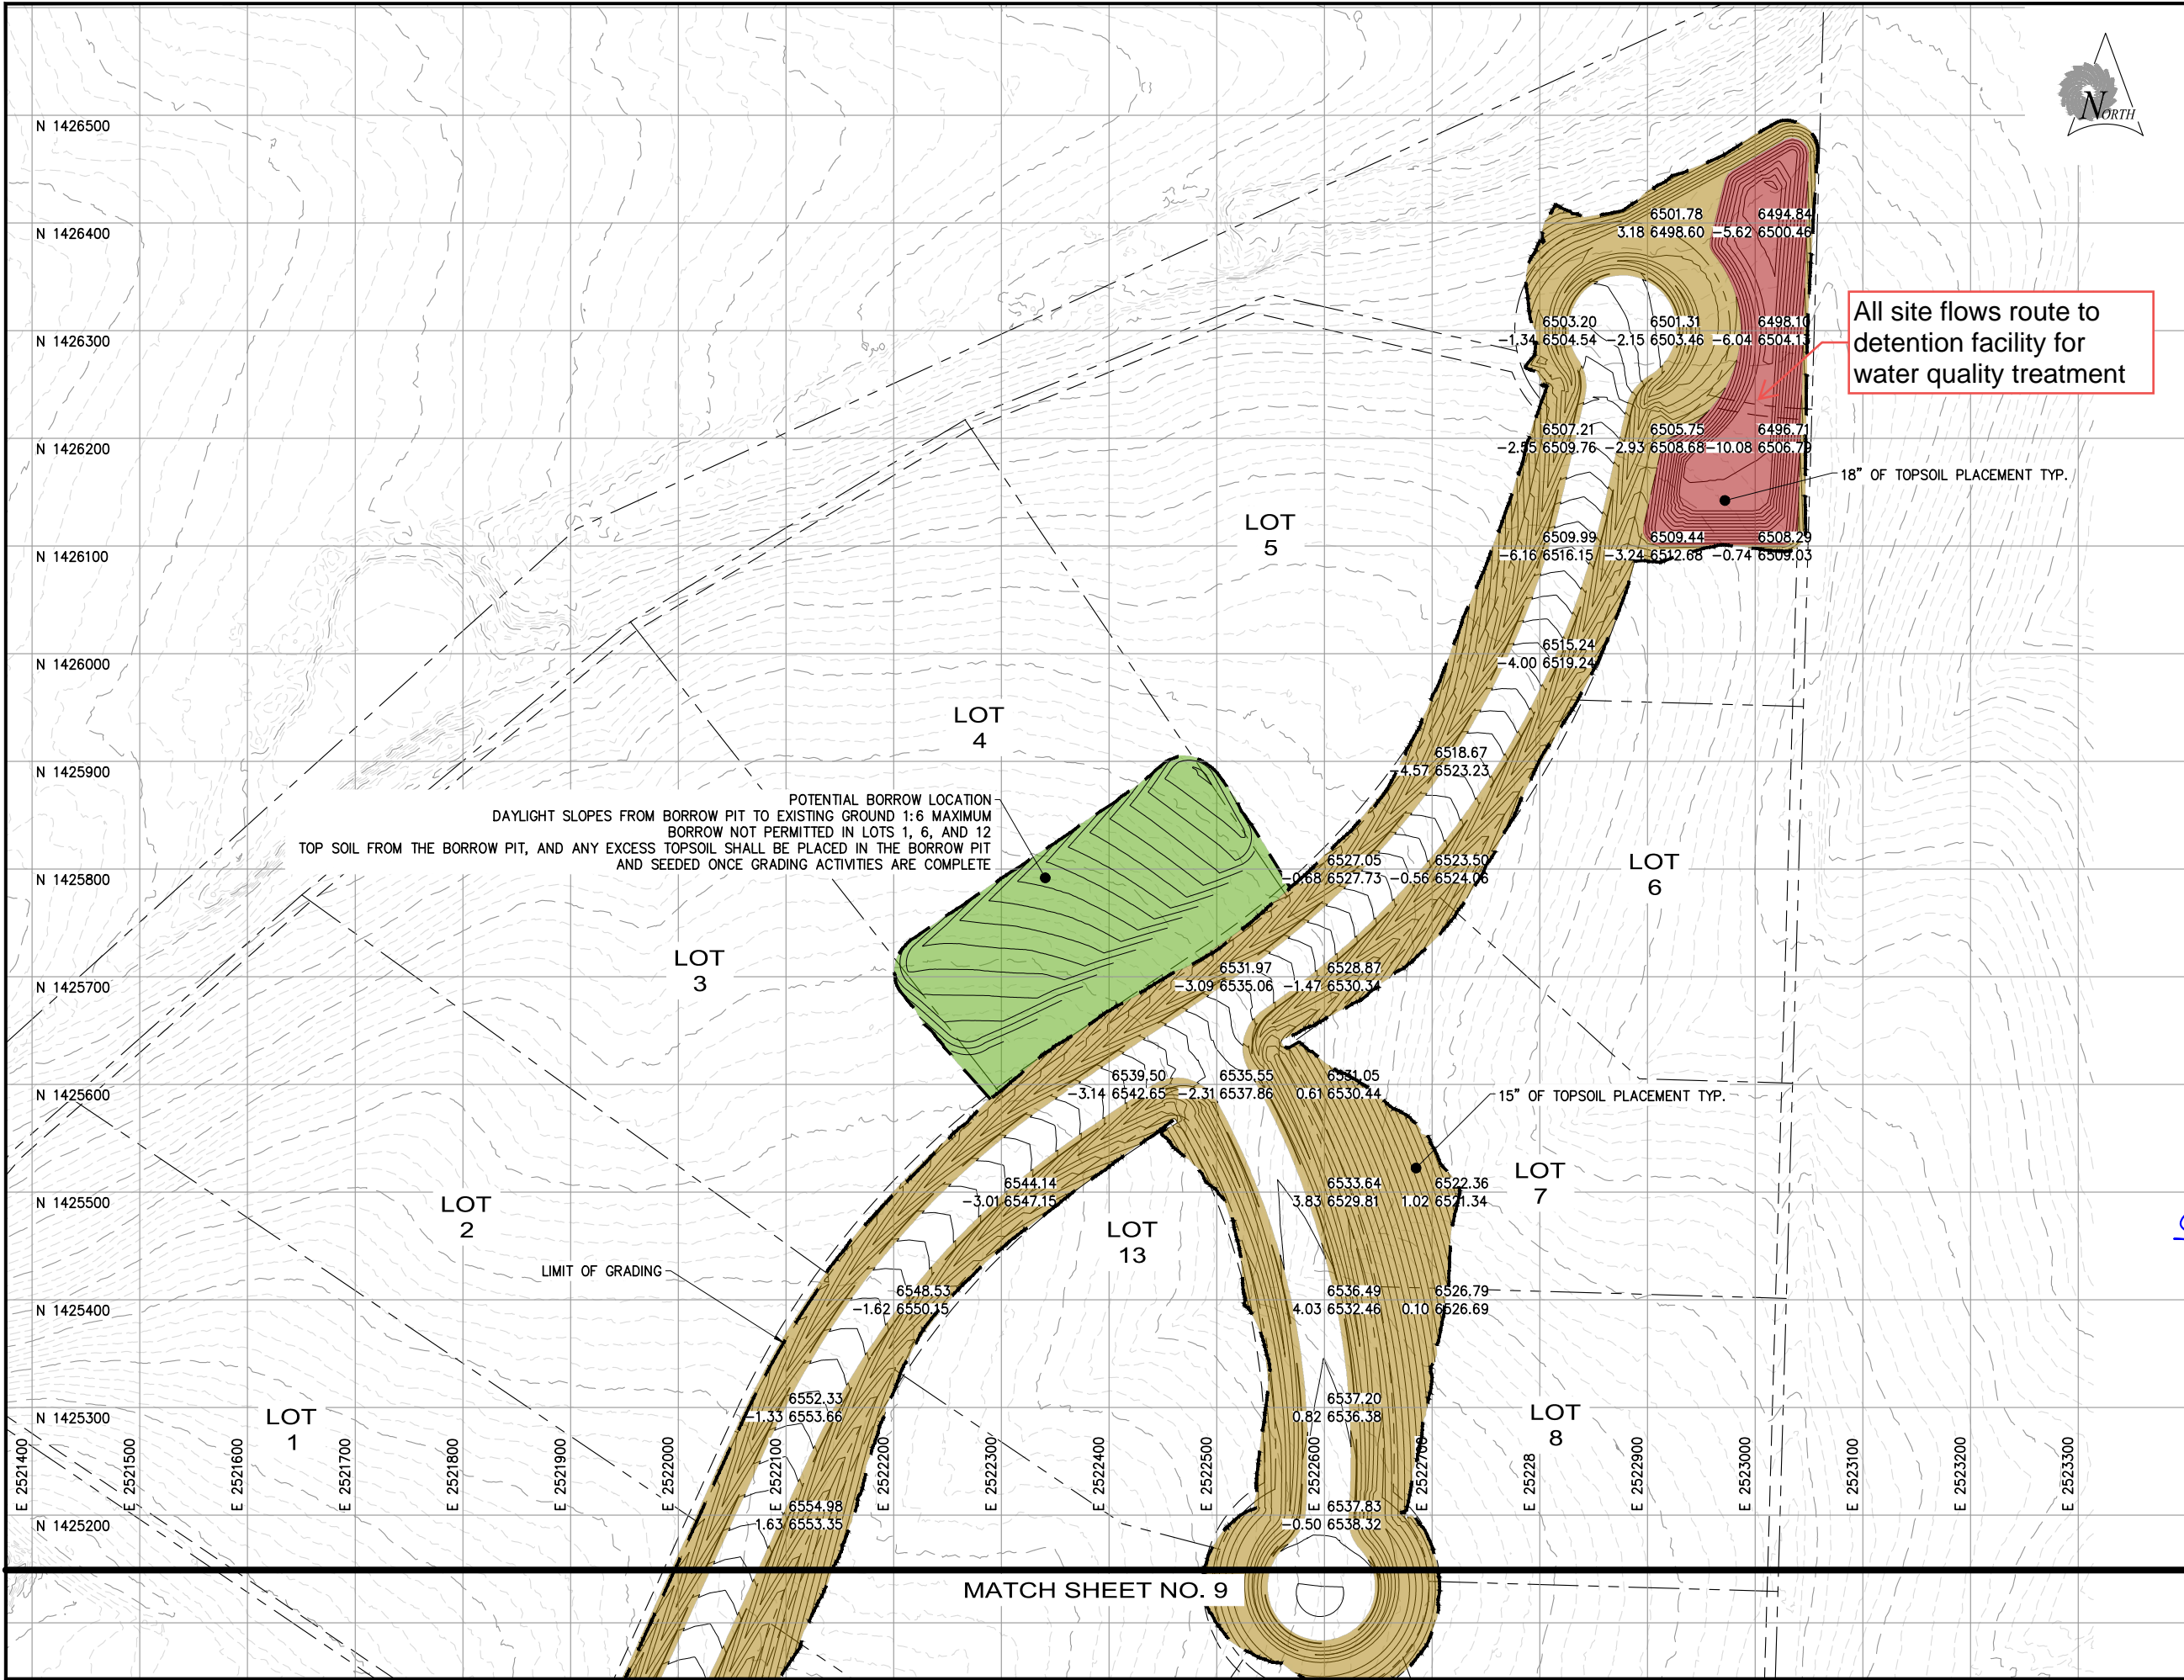 NORTH
N 1426500
N 1426400
6501.78 6494.84
3.18 6498.60 -5.62 6500.46
All site flows route to
detention facility for
water quality treatment
N 1426300
6503.20 6501.31 6498.10
-1.34 6504.54 -2.15 6503.46 -6.04 6504.13
N 1426200
6507.21 6505.75 6496.71
-2.55 6509.76 -2.93 6508.68 -10.08 6506.79
18" OF TOPSOIL PLACEMENT TYP.
LOT
5
N 1426100
6509.99 6509.44 6508.29
-6.16 6516.15 -3.24 6512.68 -0.74 6509.03
N 1426000
6515.24
-4.00 6519.24
LOT
4
N 1425900
6518.67
-4.57 6523.23
POTENTIAL BORROW LOCATION
DAYLIGHT SLOPES FROM BORROW PIT TO EXISTING GROUND 1:6 MAXIMUM
BORROW NOT PERMITTED IN LOTS 1, 6, AND 12
TOP SOIL FROM THE BORROW PIT, AND ANY EXCESS TOPSOIL SHALL BE PLACED IN THE BORROW PIT
AND SEEDED ONCE GRADING ACTIVITIES ARE COMPLETE
N 1425800
6527.05 6523.50
-0.68 6527.73 -0.56 6524.06
LOT
6
LOT
3
N 1425700
6531.97 6528.87
-3.09 6535.06 -1.47 6530.34
N 1425600
6539.50 6535.55 6531.05
-3.14 6542.65 -2.31 6537.86 0.61 6530.44
15" OF TOPSOIL PLACEMENT TYP.
LOT
7
N 1425500
6544.14 6533.64 6522.36
-3.01 6547.15 3.83 6529.81 1.02 6521.34
LOT
2
LOT
13
LIMIT OF GRADING
N 1425400
6548.53 6536.49 6526.79
-1.62 6550.15 4.03 6532.46 0.10 6526.69
N 1425300
6552.33 6537.20
-1.33 6553.66 0.82 6536.38
LOT
1
LOT
8
E 2521400
E 2521500
E 2521600
E 2521700
E 2521800
E 2521900
E 2522000
E 2522100
E 2522200
E 2522300
E 2522400
E 2522500
E 2522600
E 2522700
E 25228
E 2522900
E 2523000
E 2523100
E 2523200
E 2523300
N 1425200
6554.98 6537.83
1.63 6553.35 -0.50 6538.32
MATCH SHEET NO. 9